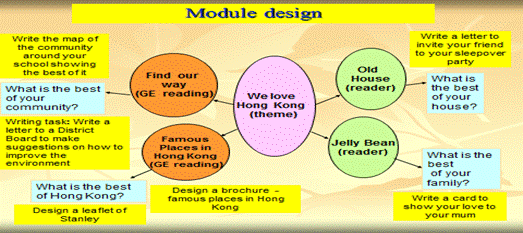 Module design
Write the map of
the community
around your
school showing
the best of it
What is the best
of your
community?
Writing task: Write a
letter to a District
Board to make
suggestions on how to
improve the
environment
What is the best
of Hong Kong?
Design a leaflet of
Stanley
Find our
way
(GE reading)
Famous
Places in
Hong Kong
(GE reading)
Design a brochure -
famous places in Hong
Kong
We love
Hong Kong
(theme)
Old
House
(reader)
Jelly Bean
(reader)
Write a letter to
invite your friend
to your sleepover
party
What is
the best
of your
house?
What is the
best
of your
family?
Write a card to
show your love to
your mum